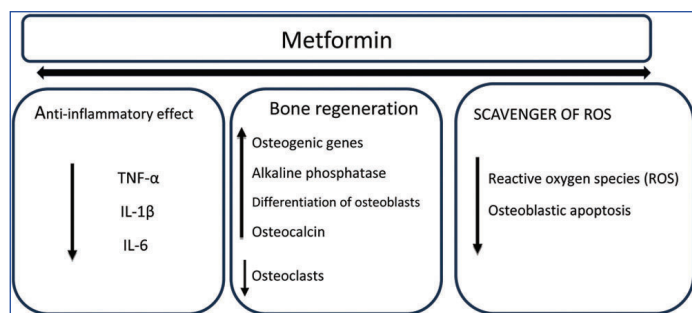 Metformin
Anti-inflammatory effect
TNF-α
IL-1β
IL-6
Bone regeneration
Osteogenic genes
Alkaline phosphatase
Differentiation of osteoblasts
Osteocalcin
Osteoclasts
SCAVENGER OF ROS
Reactive oxygen species (ROS)
Osteoblastic apoptosis